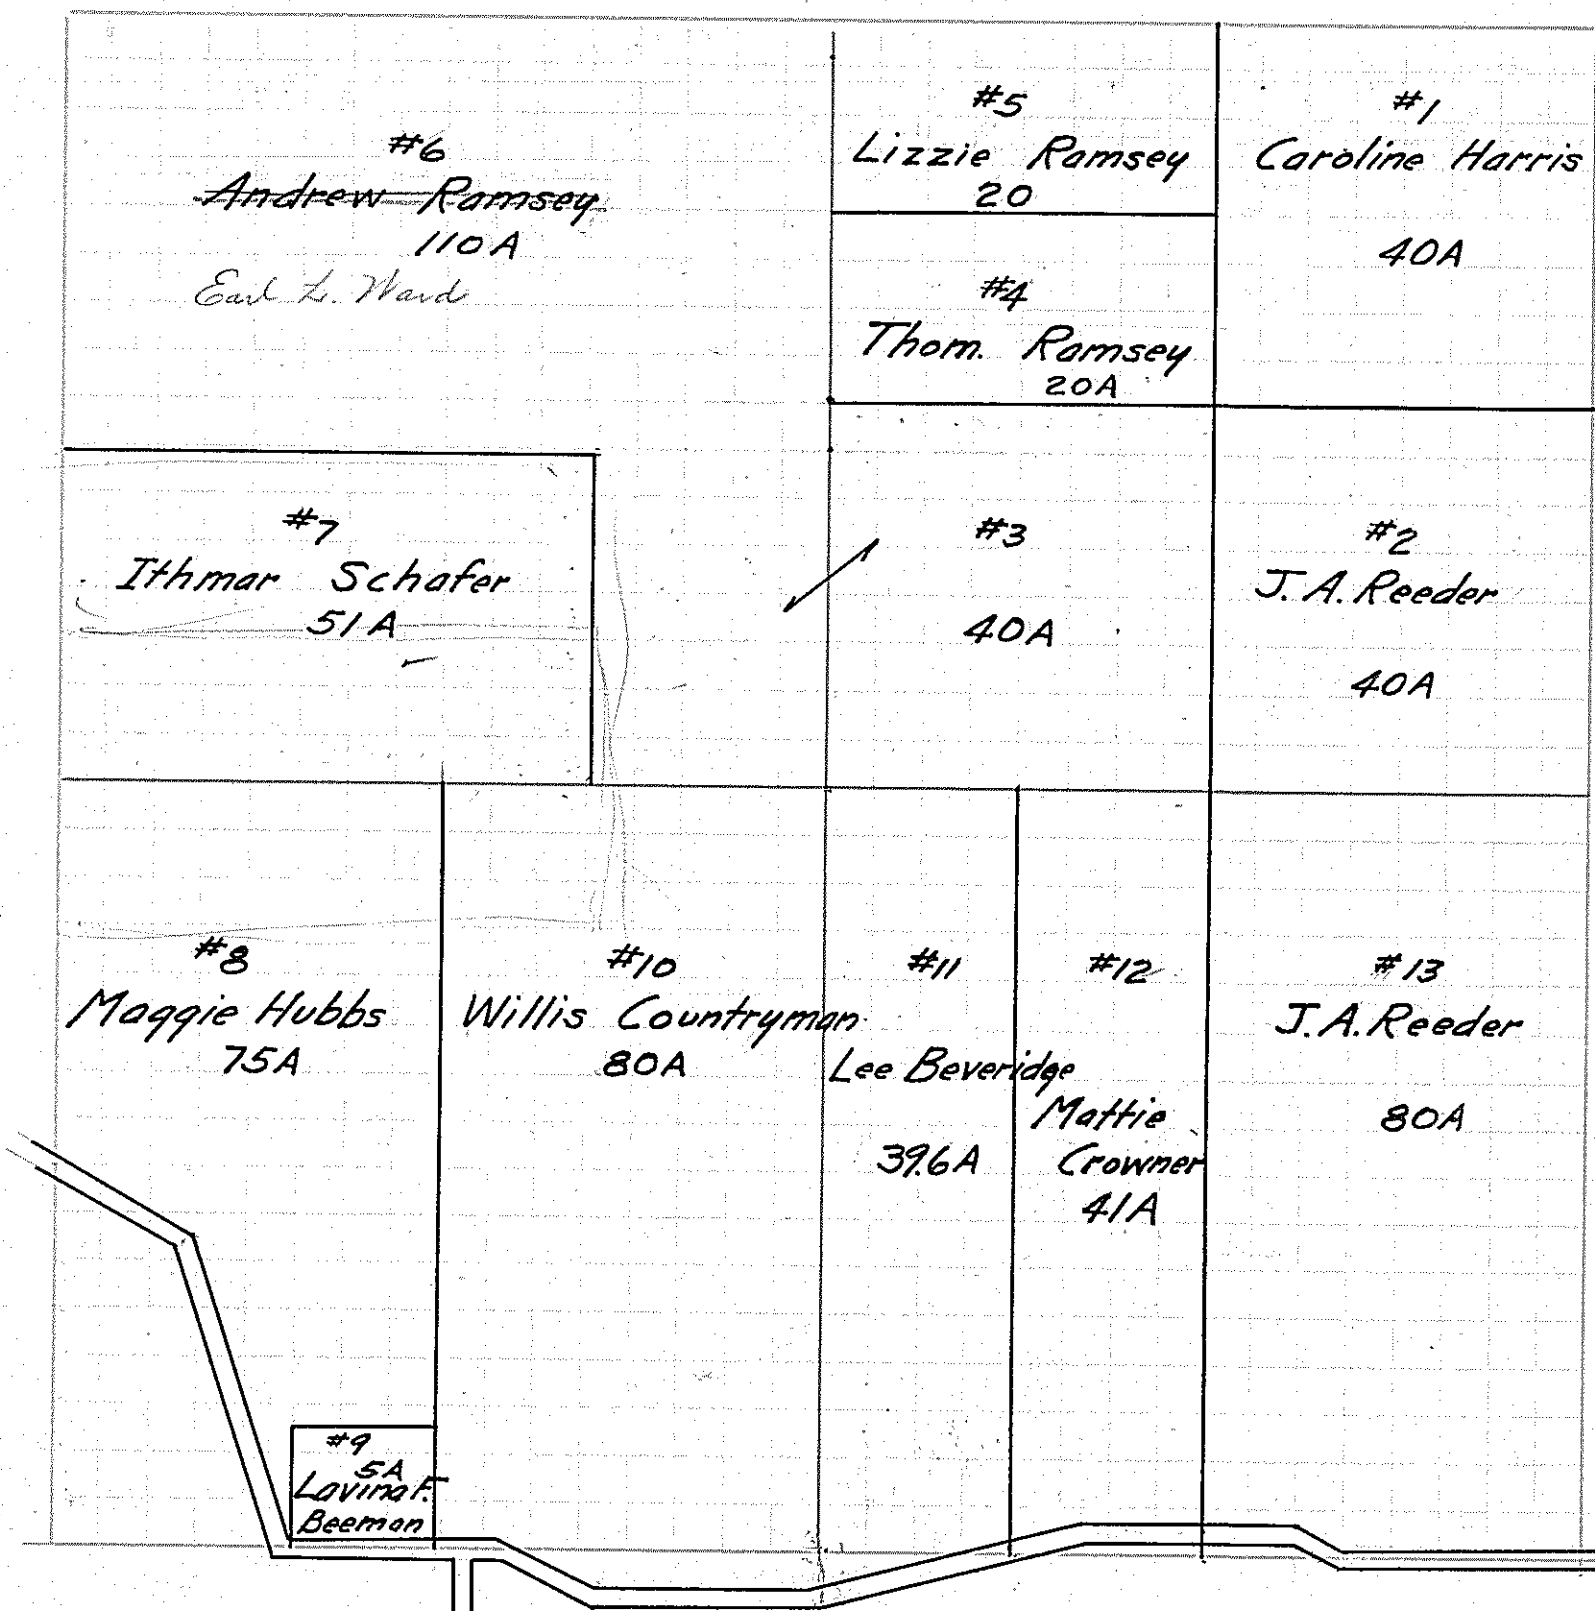 #6
Andrew Ramsey
110A
Earl L. Ward
#5
Lizzie Ramsey
20
#1
Caroline Harris
40A
#4
Thom. Ramsey
20A
#7
Ithmar Schafer
51A
#3
40A
#2
J. A. Reeder
40A
#8
Maggie Hubbs
75A
#10
Willis Countryman
80A
#11
Lee Beveridge
39.6A
#12
Mattie
Crowner
41A
#13
J.A. Reeder
80A
#9
5A
Lavina F.
Beeman